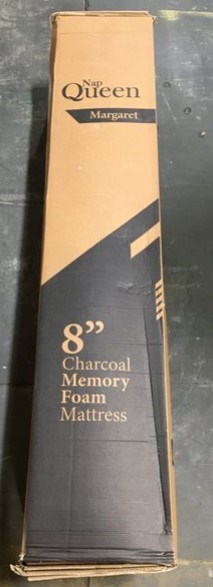 Nap
Queen
Margaret
8”
Charcoal
Memory
Foam
Mattress